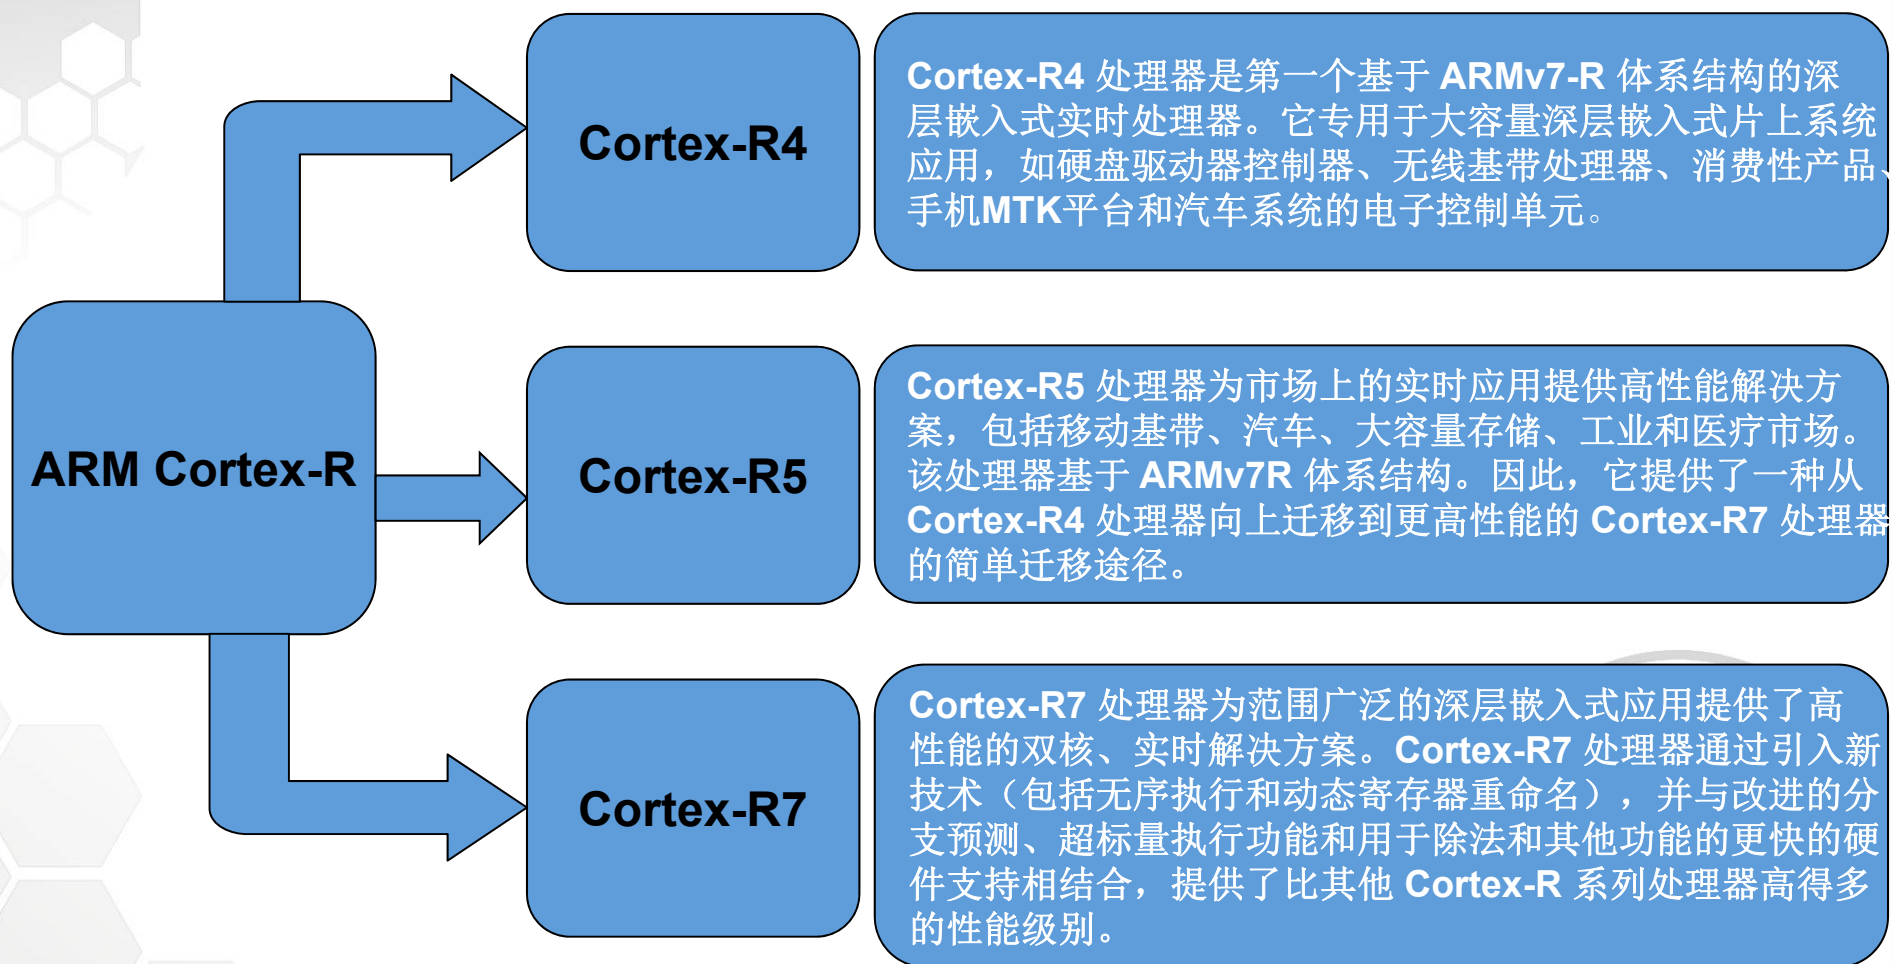 Cortex-R4
Cortex-R4 处理器是第一个基于 ARMv7-R 体系结构的深
层嵌入式实时处理器。它专用于大容量深层嵌入式片上系统
应用，如硬盘驱动器控制器、无线基带处理器、消费性产品、
手机MTK平台和汽车系统的电子控制单元。
ARM Cortex-R
Cortex-R5
Cortex-R5 处理器为市场上的实时应用提供高性能解决方
案，包括移动基带、汽车、大容量存储、工业和医疗市场。
该处理器基于 ARMv7R 体系结构。因此，它提供了一种从
Cortex-R4 处理器向上迁移到更高性能的 Cortex-R7 处理器
的简单迁移途径。
Cortex-R7
Cortex-R7 处理器为范围广泛的深层嵌入式应用提供了高
性能的双核、实时解决方案。Cortex-R7 处理器通过引入新
技术（包括无序执行和动态寄存器重命名），并与改进的分
支预测、超标量执行功能和用于除法和其他功能的更快的硬
件支持相结合，提供了比其他 Cortex-R 系列处理器高得多
的性能级别。